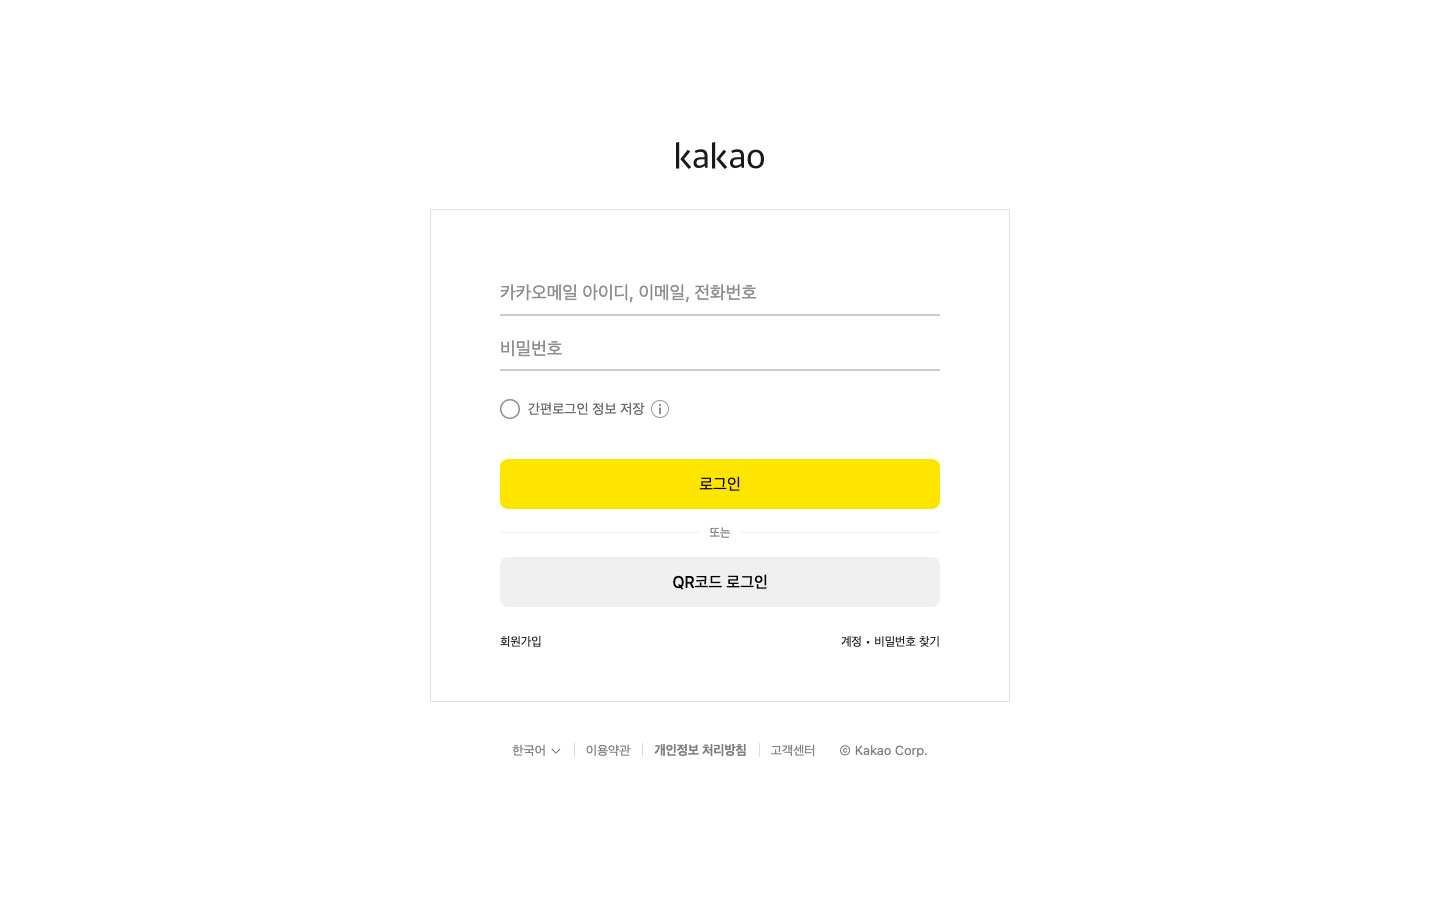 kakao
카카오메일 아이디, 이메일, 전화번호
비밀번호
간편로그인 정보 저장
로그인
또는
QR코드 로그인
회원가입 계정 • 비밀번호 찾기
한국어 이용약관 개인정보 처리방침 고객센터 © Kakao Corp.